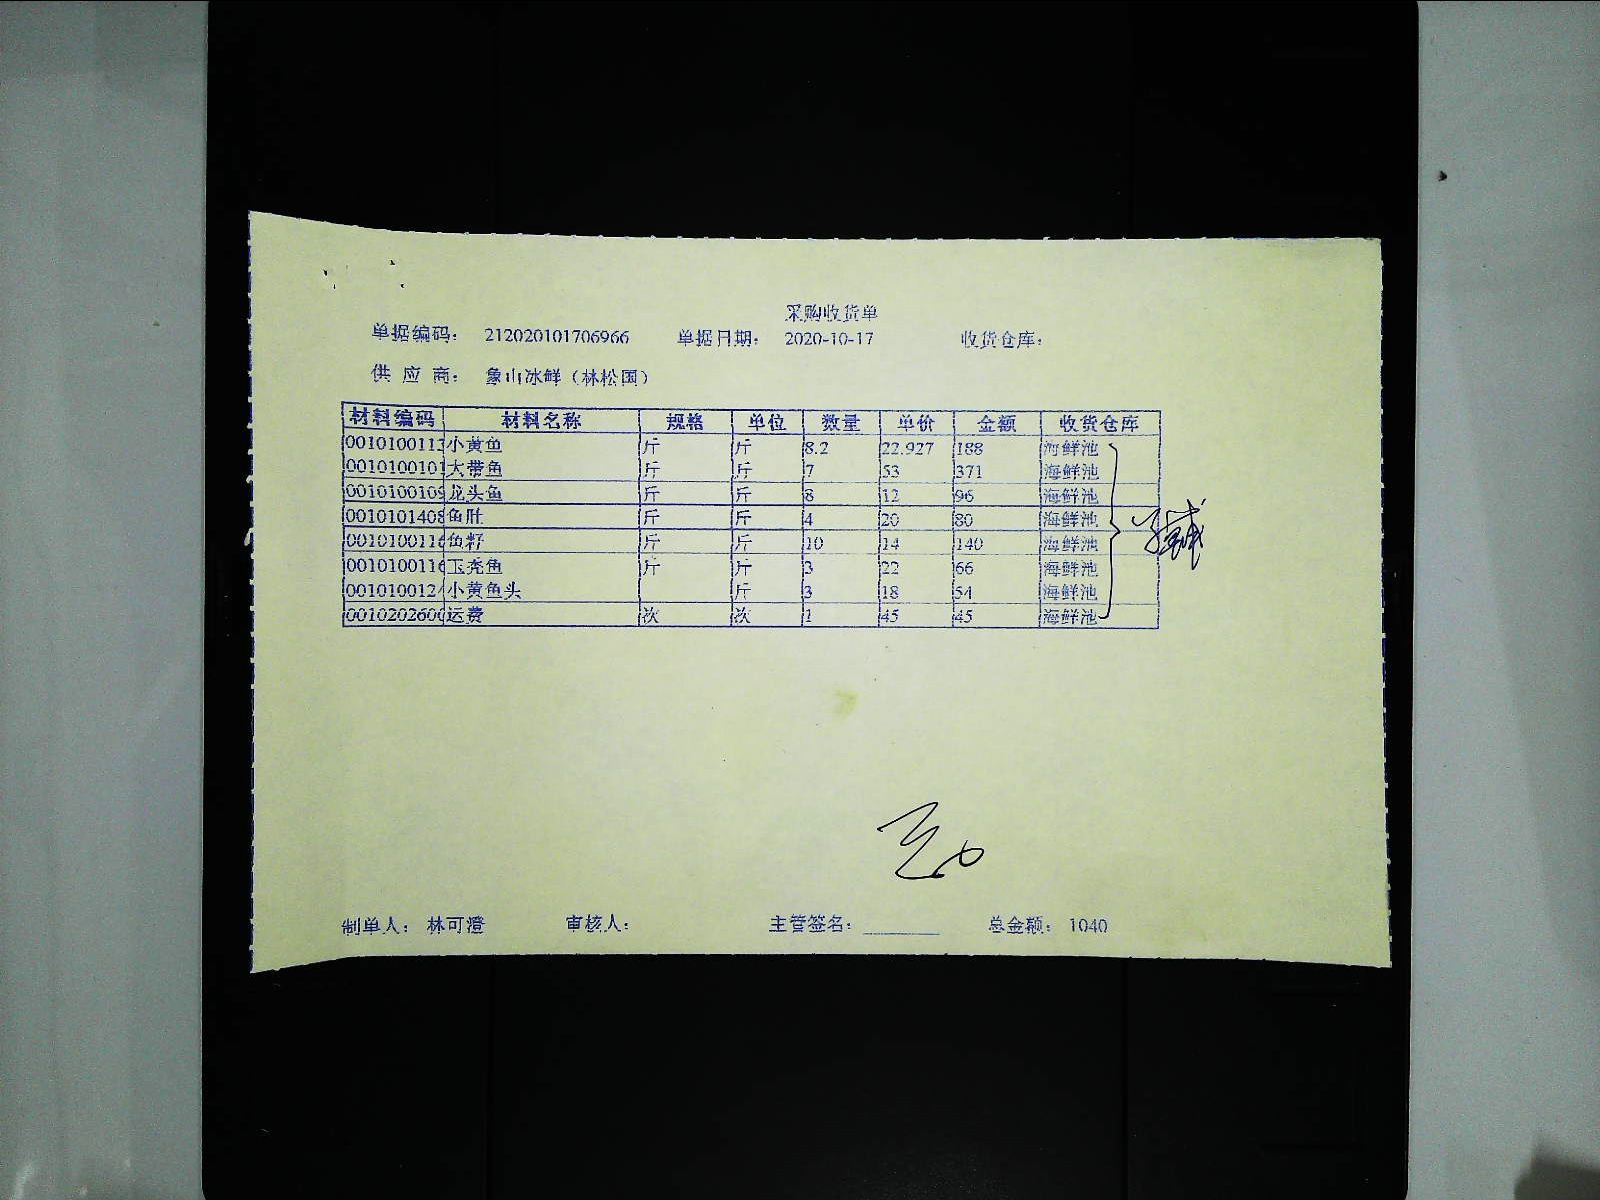 采购收货单
单据编码： 212020101706966 单据日期： 2020-10-17 收货仓库：
供 应 商： 象山冰鲜（林松国）
材料编码 材料名称 规格 单位 数量 单价 金额 收货仓库
001010011 小黄鱼 斤 斤 8.2 22.927 188 海鲜池
0010100101 大带鱼 斤 斤 7 53 371 海鲜池
001010010 龙头鱼 斤 斤 8 12 96 海鲜池
001010140 鱼肚 斤 斤 4 20 80 海鲜池
001010011 鱼籽 斤 斤 10 14 140 海鲜池
001010011 玉秃鱼 斤 斤 3 22 66 海鲜池
001010012 小黄鱼头 斤 3 18 54 海鲜池
001020260 运费 次 次 1 45 45 海鲜池
制单人： 林可澄 审核人： 主管签名： 总金额： 1040